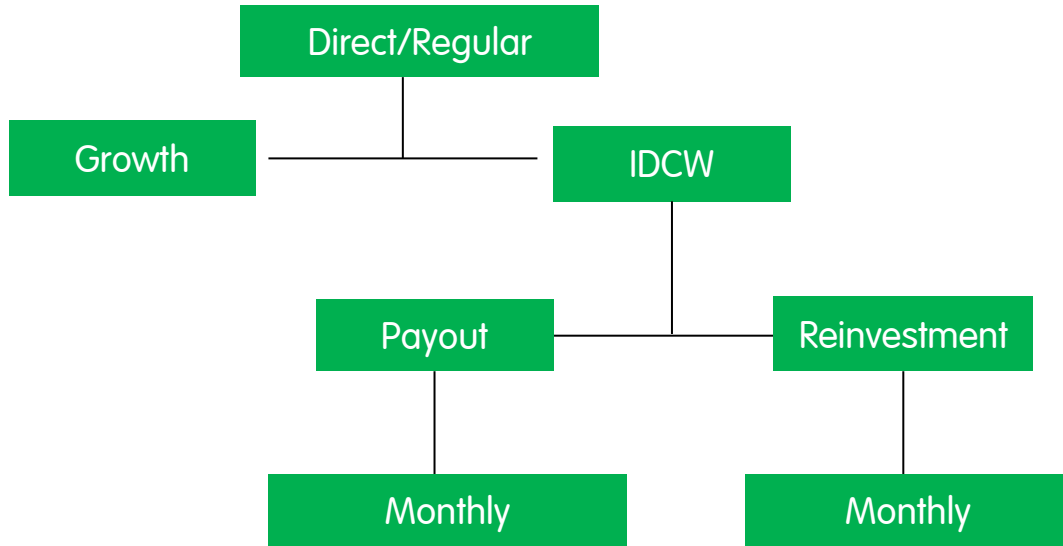 Direct/Regular
Growth
IDCW
Payout
Reinvestment
Monthly
Monthly